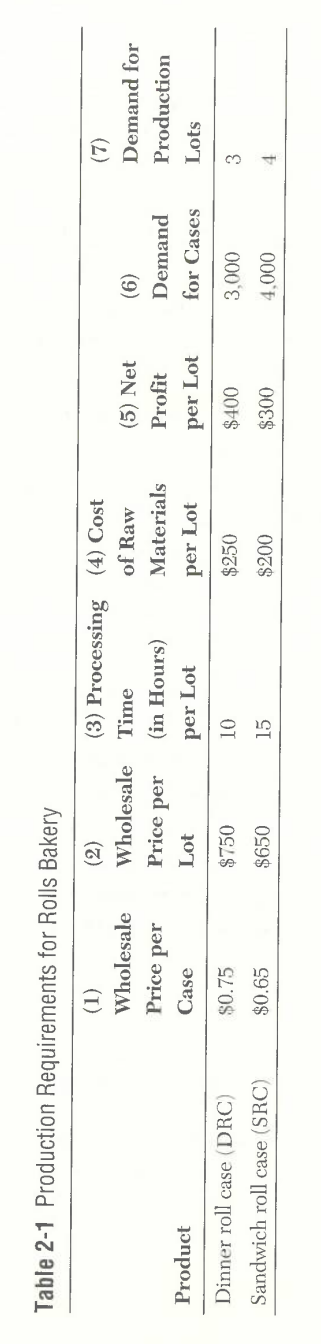 Table 2-1 Production Requirements for Rolls Bakery
(1) (2) (3) Processing (4) Cost (7)
Wholesale Wholesale Time of Raw (5) Net (6) Demand for
Price per Price per (in Hours) Materials Profit Demand Production
Product Case Lot per Lot per Lot per Lot for Cases Lots
Dinner roll case (DRC) $0.75 $750 10 $250 $400 3,000 3
Sandwich roll case (SRC) $0.65 $650 15 $200 $300 4,000 4